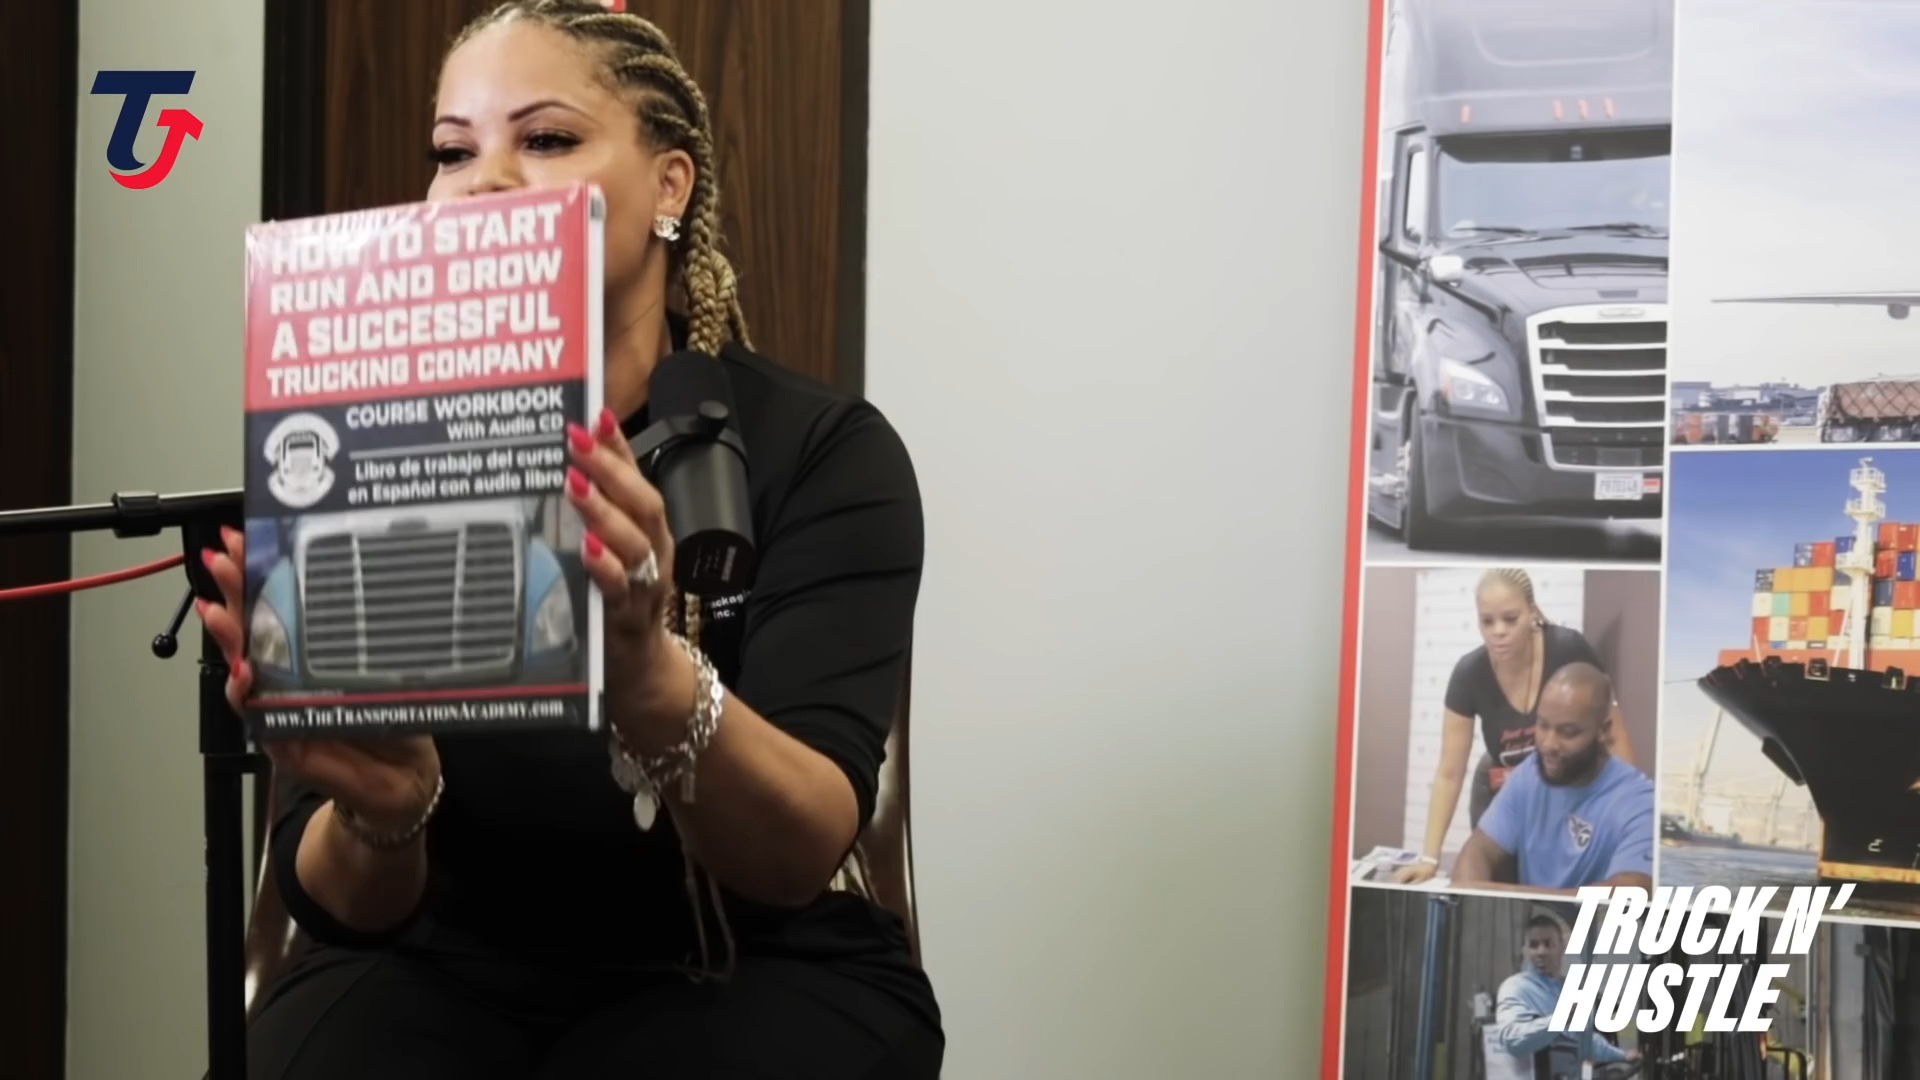 HOW TO START
RUN AND GROW
A SUCCESSFUL
TRUCKING COMPANY
COURSE WORKBOOK
With Audio CD
Libro de trabajo del curso
en Español con audio libro
www.TheTransportationAcademy.com
Inc.
TRUCK N'
HUSTLE